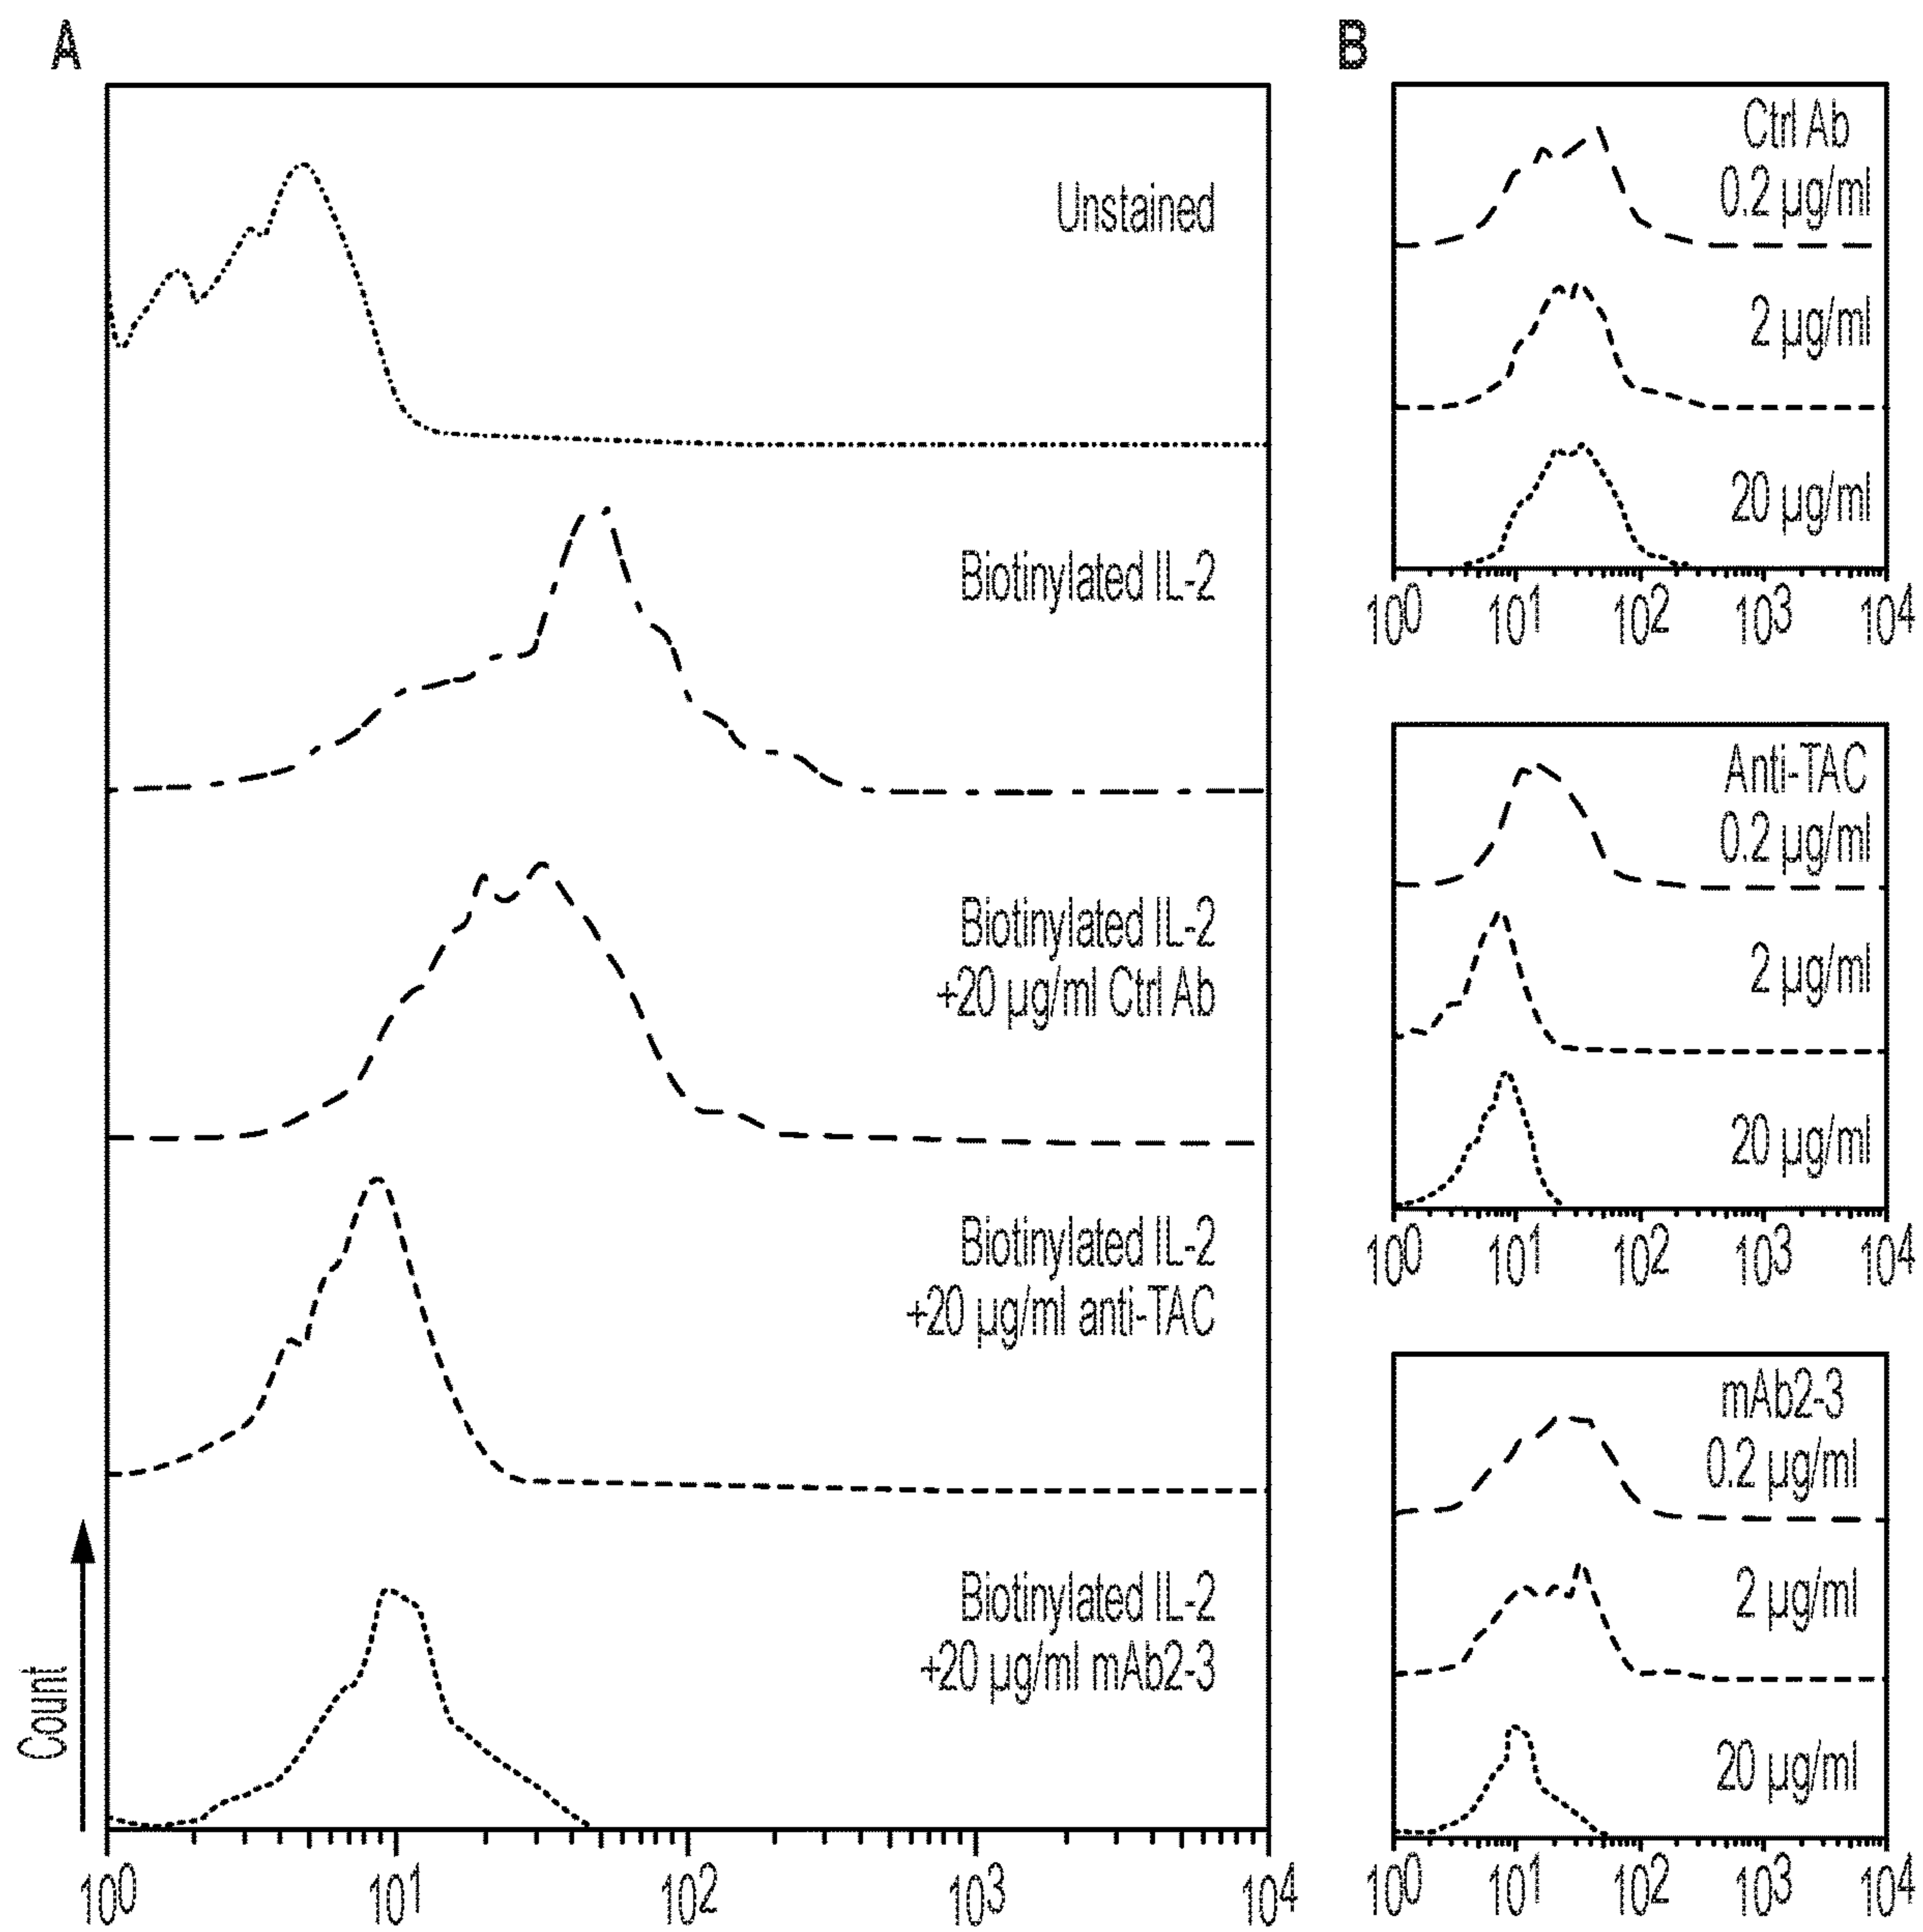 A
Unstained
Biotinylated IL-2
Biotinylated IL-2
+20 µg/ml Ctrl Ab
Biotinylated IL-2
+20 µg/ml anti-TAC
Biotinylated IL-2
+20 µg/ml mAb2-3
Count
10⁰ 10¹ 10² 10³ 10⁴
B
Ctrl Ab
0.2 µg/ml
2 µg/ml
20 µg/ml
10⁰ 10¹ 10² 10³ 10⁴
Anti-TAC
0.2 µg/ml
2 µg/ml
20 µg/ml
10⁰ 10¹ 10² 10³ 10⁴
mAb2-3
0.2 µg/ml
2 µg/ml
20 µg/ml
10⁰ 10¹ 10² 10³ 10⁴